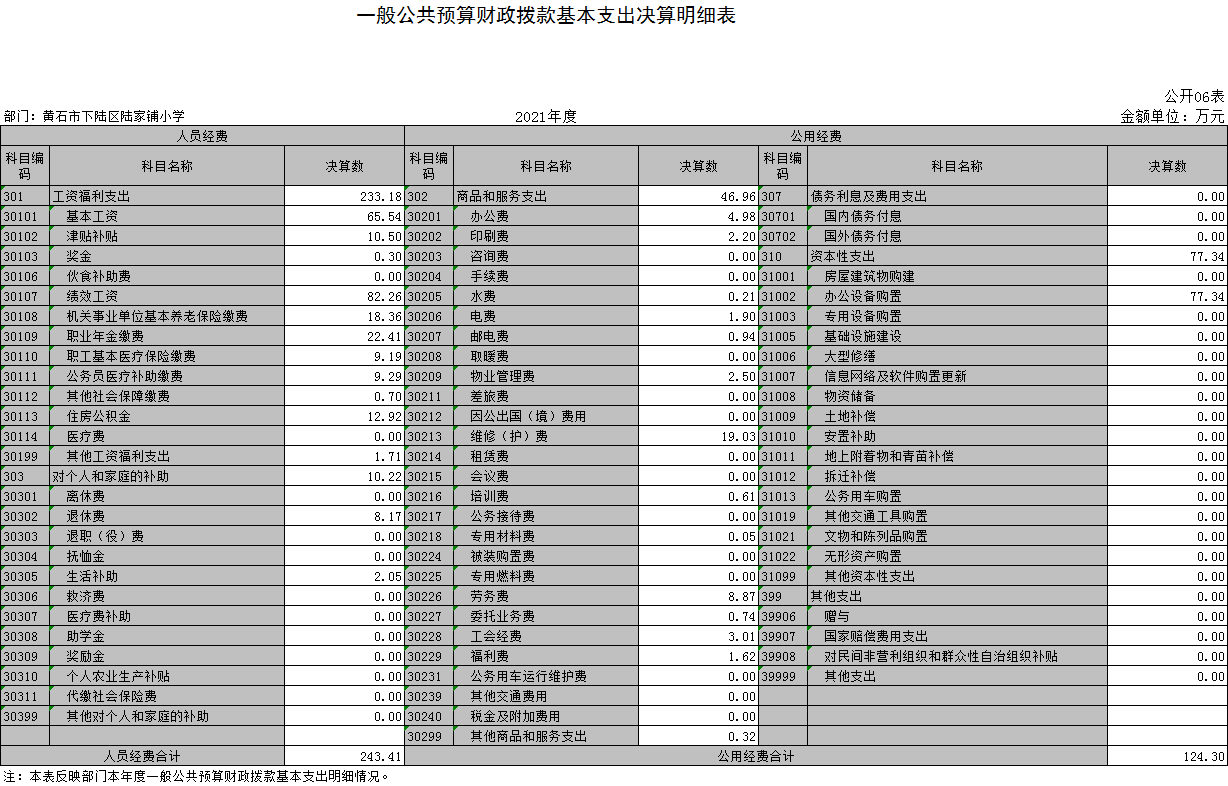 一般公共预算财政拨款基本支出决算明细表
公开06表
部门：黄石市下陆区陆家铺小学 2021年度 金额单位：万元
人员经费 公用经费
科目编码 科目名称 决算数 科目编码 科目名称 决算数 科目编码 科目名称 决算数
301 工资福利支出 233.18 302 商品和服务支出 46.96 307 债务利息及费用支出 0.00
30101 基本工资 65.54 30201 办公费 4.98 30701 国内债务付息 0.00
30102 津贴补贴 10.50 30202 印刷费 2.20 30702 国外债务付息 0.00
30103 奖金 0.30 30203 咨询费 0.00 310 资本性支出 77.34
30106 伙食补助费 0.00 30204 手续费 0.00 31001 房屋建筑物购建 0.00
30107 绩效工资 82.26 30205 水费 0.21 31002 办公设备购置 77.34
30108 机关事业单位基本养老保险缴费 18.36 30206 电费 1.90 31003 专用设备购置 0.00
30109 职业年金缴费 22.41 30207 邮电费 0.94 31005 基础设施建设 0.00
30110 职工基本医疗保险缴费 9.19 30208 取暖费 0.00 31006 大型修缮 0.00
30111 公务员医疗补助缴费 9.29 30209 物业管理费 2.50 31007 信息网络及软件购置更新 0.00
30112 其他社会保障缴费 0.70 30211 差旅费 0.00 31008 物资储备 0.00
30113 住房公积金 12.92 30212 因公出国（境）费用 0.00 31009 土地补偿 0.00
30114 医疗费 0.00 30213 维修（护）费 19.03 31010 安置补助 0.00
30199 其他工资福利支出 1.71 30214 租赁费 0.00 31011 地上附着物和青苗补偿 0.00
303 对个人和家庭的补助 10.22 30215 会议费 0.00 31012 拆迁补偿 0.00
30301 离休费 0.00 30216 培训费 0.61 31013 公务用车购置 0.00
30302 退休费 8.17 30217 公务接待费 0.00 31019 其他交通工具购置 0.00
30303 退职（役）费 0.00 30218 专用材料费 0.05 31021 文物和陈列品购置 0.00
30304 抚恤金 0.00 30224 被装购置费 0.00 31022 无形资产购置 0.00
30305 生活补助 2.05 30225 专用燃料费 0.00 31099 其他资本性支出 0.00
30306 救济费 0.00 30226 劳务费 8.87 399 其他支出 0.00
30307 医疗费补助 0.00 30227 委托业务费 0.74 39906 赠与 0.00
30308 助学金 0.00 30228 工会经费 3.01 39907 国家赔偿费用支出 0.00
30309 奖励金 0.00 30229 福利费 1.62 39908 对民间非营利组织和群众性自治组织补贴 0.00
30310 个人农业生产补贴 0.00 30231 公务用车运行维护费 0.00 39999 其他支出 0.00
30311 代缴社会保险费 0.00 30239 其他交通费用 0.00
30399 其他对个人和家庭的补助 0.00 30240 税金及附加费用 0.00
30299 其他商品和服务支出 0.32
人员经费合计 243.41 公用经费合计 124.30
注：本表反映部门本年度一般公共预算财政拨款基本支出明细情况。